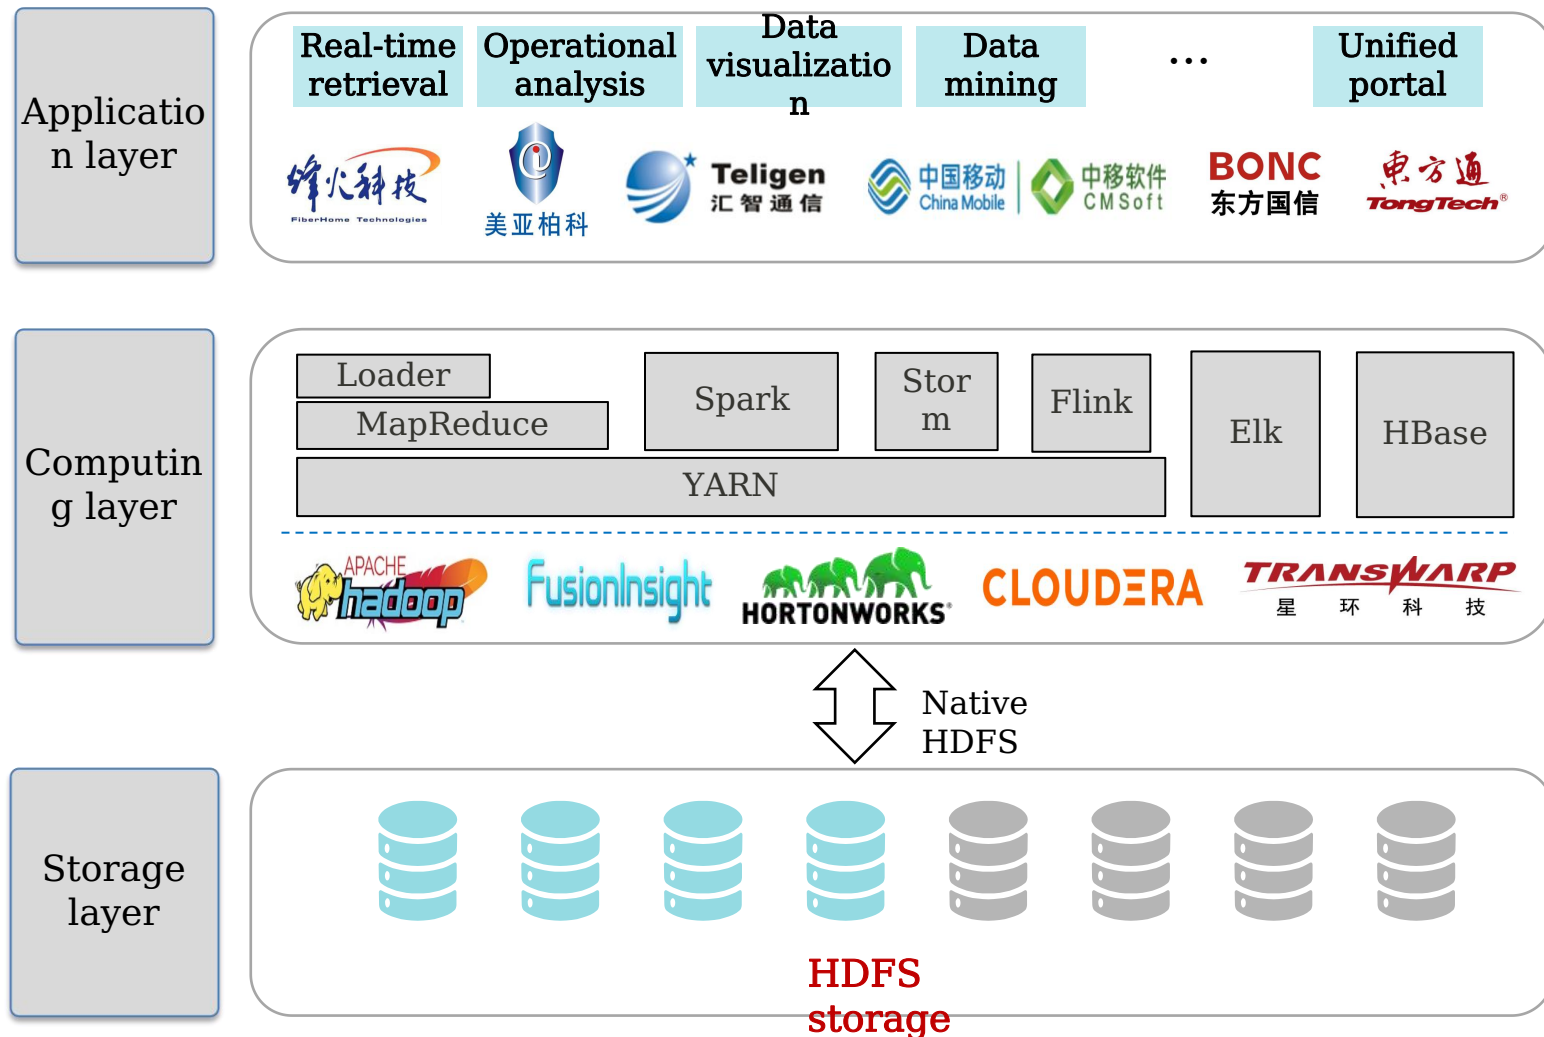 Applicatio
n layer
Real-time
retrieval
Operational
analysis
Data
visualizatio
n
Data
mining
...
Unified
portal
烽火科技
FiberHome Technologies
美亚柏科
Teligen
汇智通信
中国移动
China Mobile
中移软件
CMSoft
BONC
东方国信
東方通
TongTech®
Computin
g layer
Loader
MapReduce
Spark
Stor
m
Flink
Elk
HBase
YARN
APACHE
hadoop
FusionInsight
HORTONWORKS®
CLOUDERA
TRANSWARP
星环科技
Native
HDFS
Storage
layer
HDFS
storage